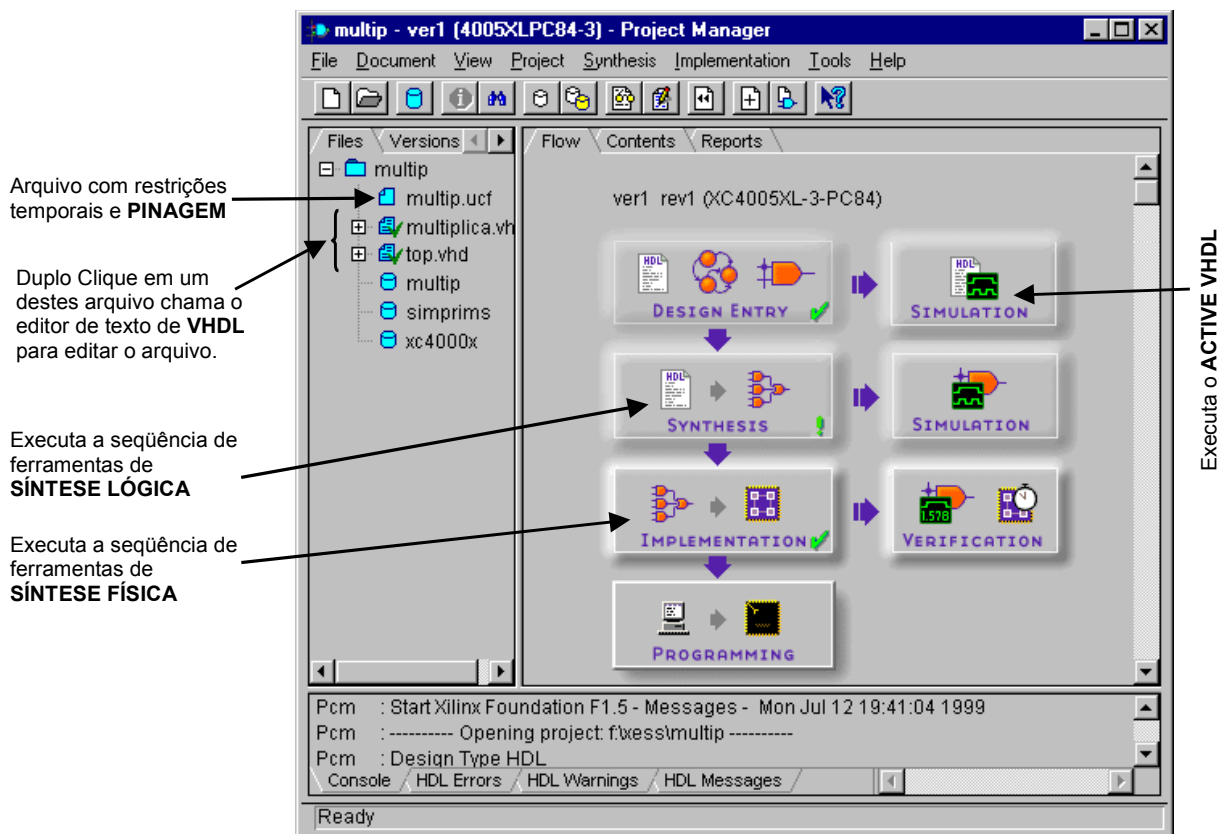 multip - ver1 (4005XLPC84-3) - Project Manager
File Document View Project Synthesis Implementation Tools Help
Files Versions
Flow Contents Reports
multip
multip.ucf
multiplica.vh
top.vhd
multip
simprims
xc4000x
ver1 rev1 (XC4005XL-3-PC84)
HDL
DESIGN ENTRY
HDL
SIMULATION
HDL
SYNTHESIS
SIMULATION
IMPLEMENTATION
1.578
VERIFICATION
PROGRAMMING
Arquivo com restrições
temporais e PINAGEM
Duplo Clique em um
destes arquivo chama o
editor de texto de VHDL
para editar o arquivo.
Executa a seqüência de
ferramentas de
SÍNTESE LÓGICA
Executa a seqüência de
ferramentas de
SÍNTESE FÍSICA
Executa o ACTIVE VHDL
Pcm : Start Xilinx Foundation F1.5 - Messages - Mon Jul 12 19:41:04 1999
Pcm : ---------- Opening project: f:\xess\multip ----------
Pcm : Design Type HDL
Console HDL Errors HDL Warnings HDL Messages
Ready